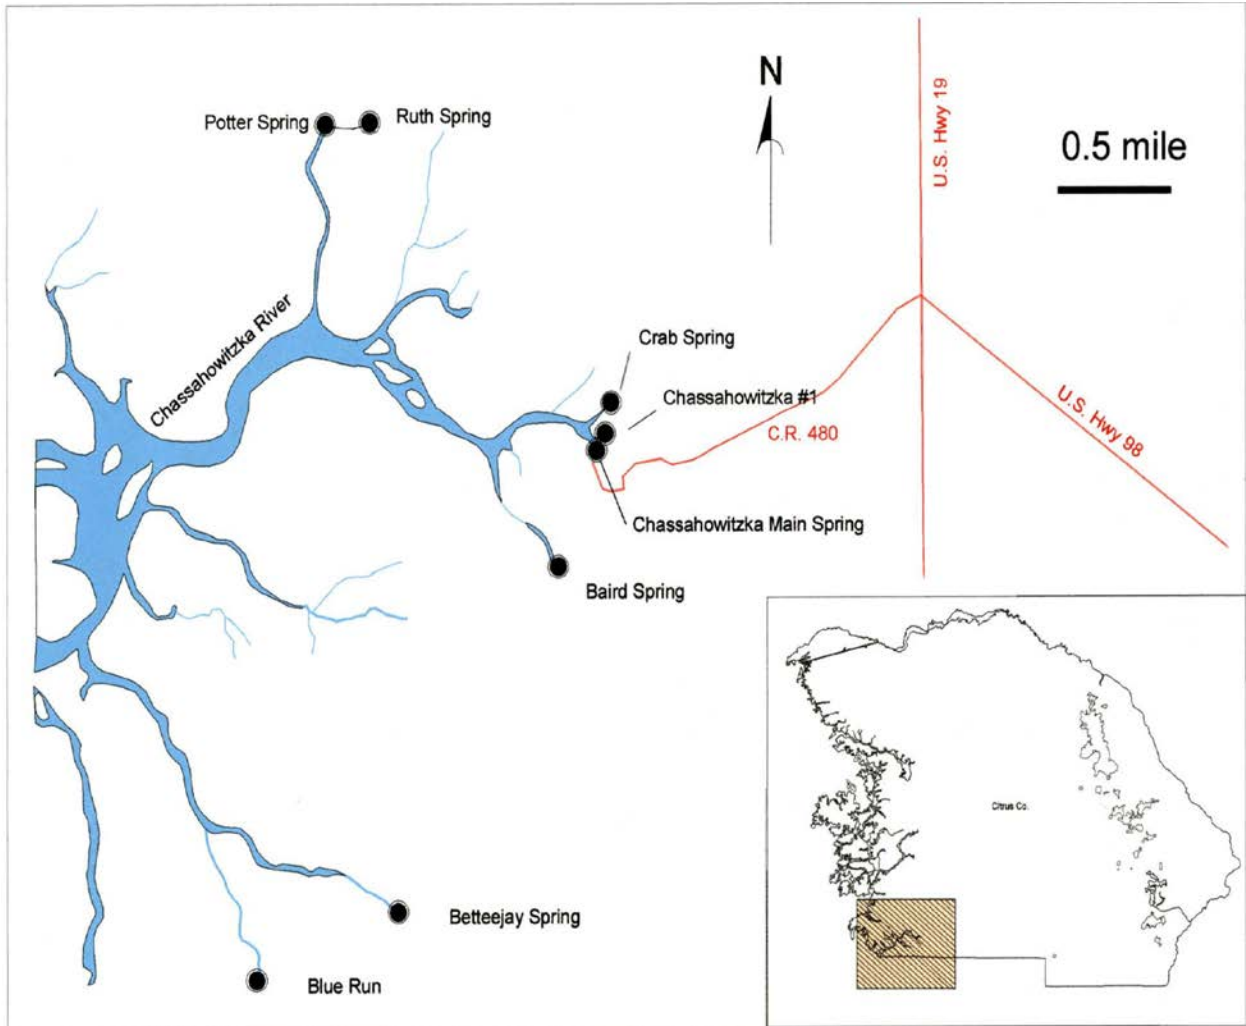 N
U.S. Hwy 19
0.5 mile
Potter Spring
Ruth Spring
Chassahowitzka River
Crab Spring
Chassahowitzka #1
C.R. 480
U.S. Hwy 98
Chassahowitzka Main Spring
Baird Spring
Citrus Co.
Betteejay Spring
Blue Run